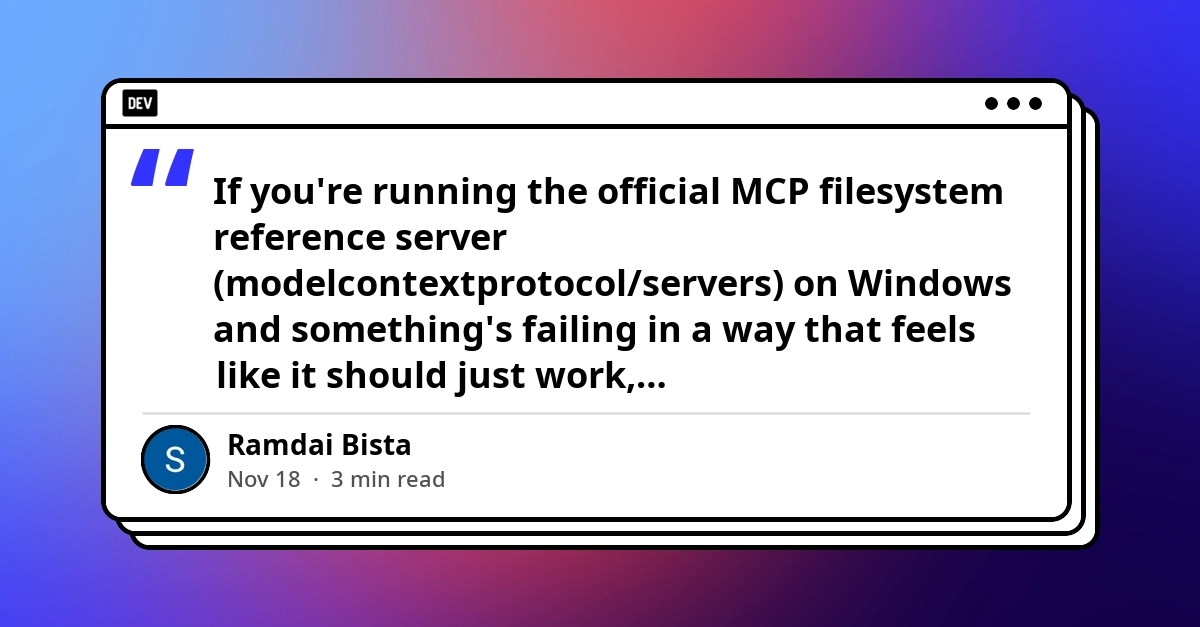 DEV
“
If you're running the official MCP filesystem
reference server
(modelcontextprotocol/servers) on Windows
and something's failing in a way that feels
like it should just work,...
S
Ramdai Bista
Nov 18 · 3 min read